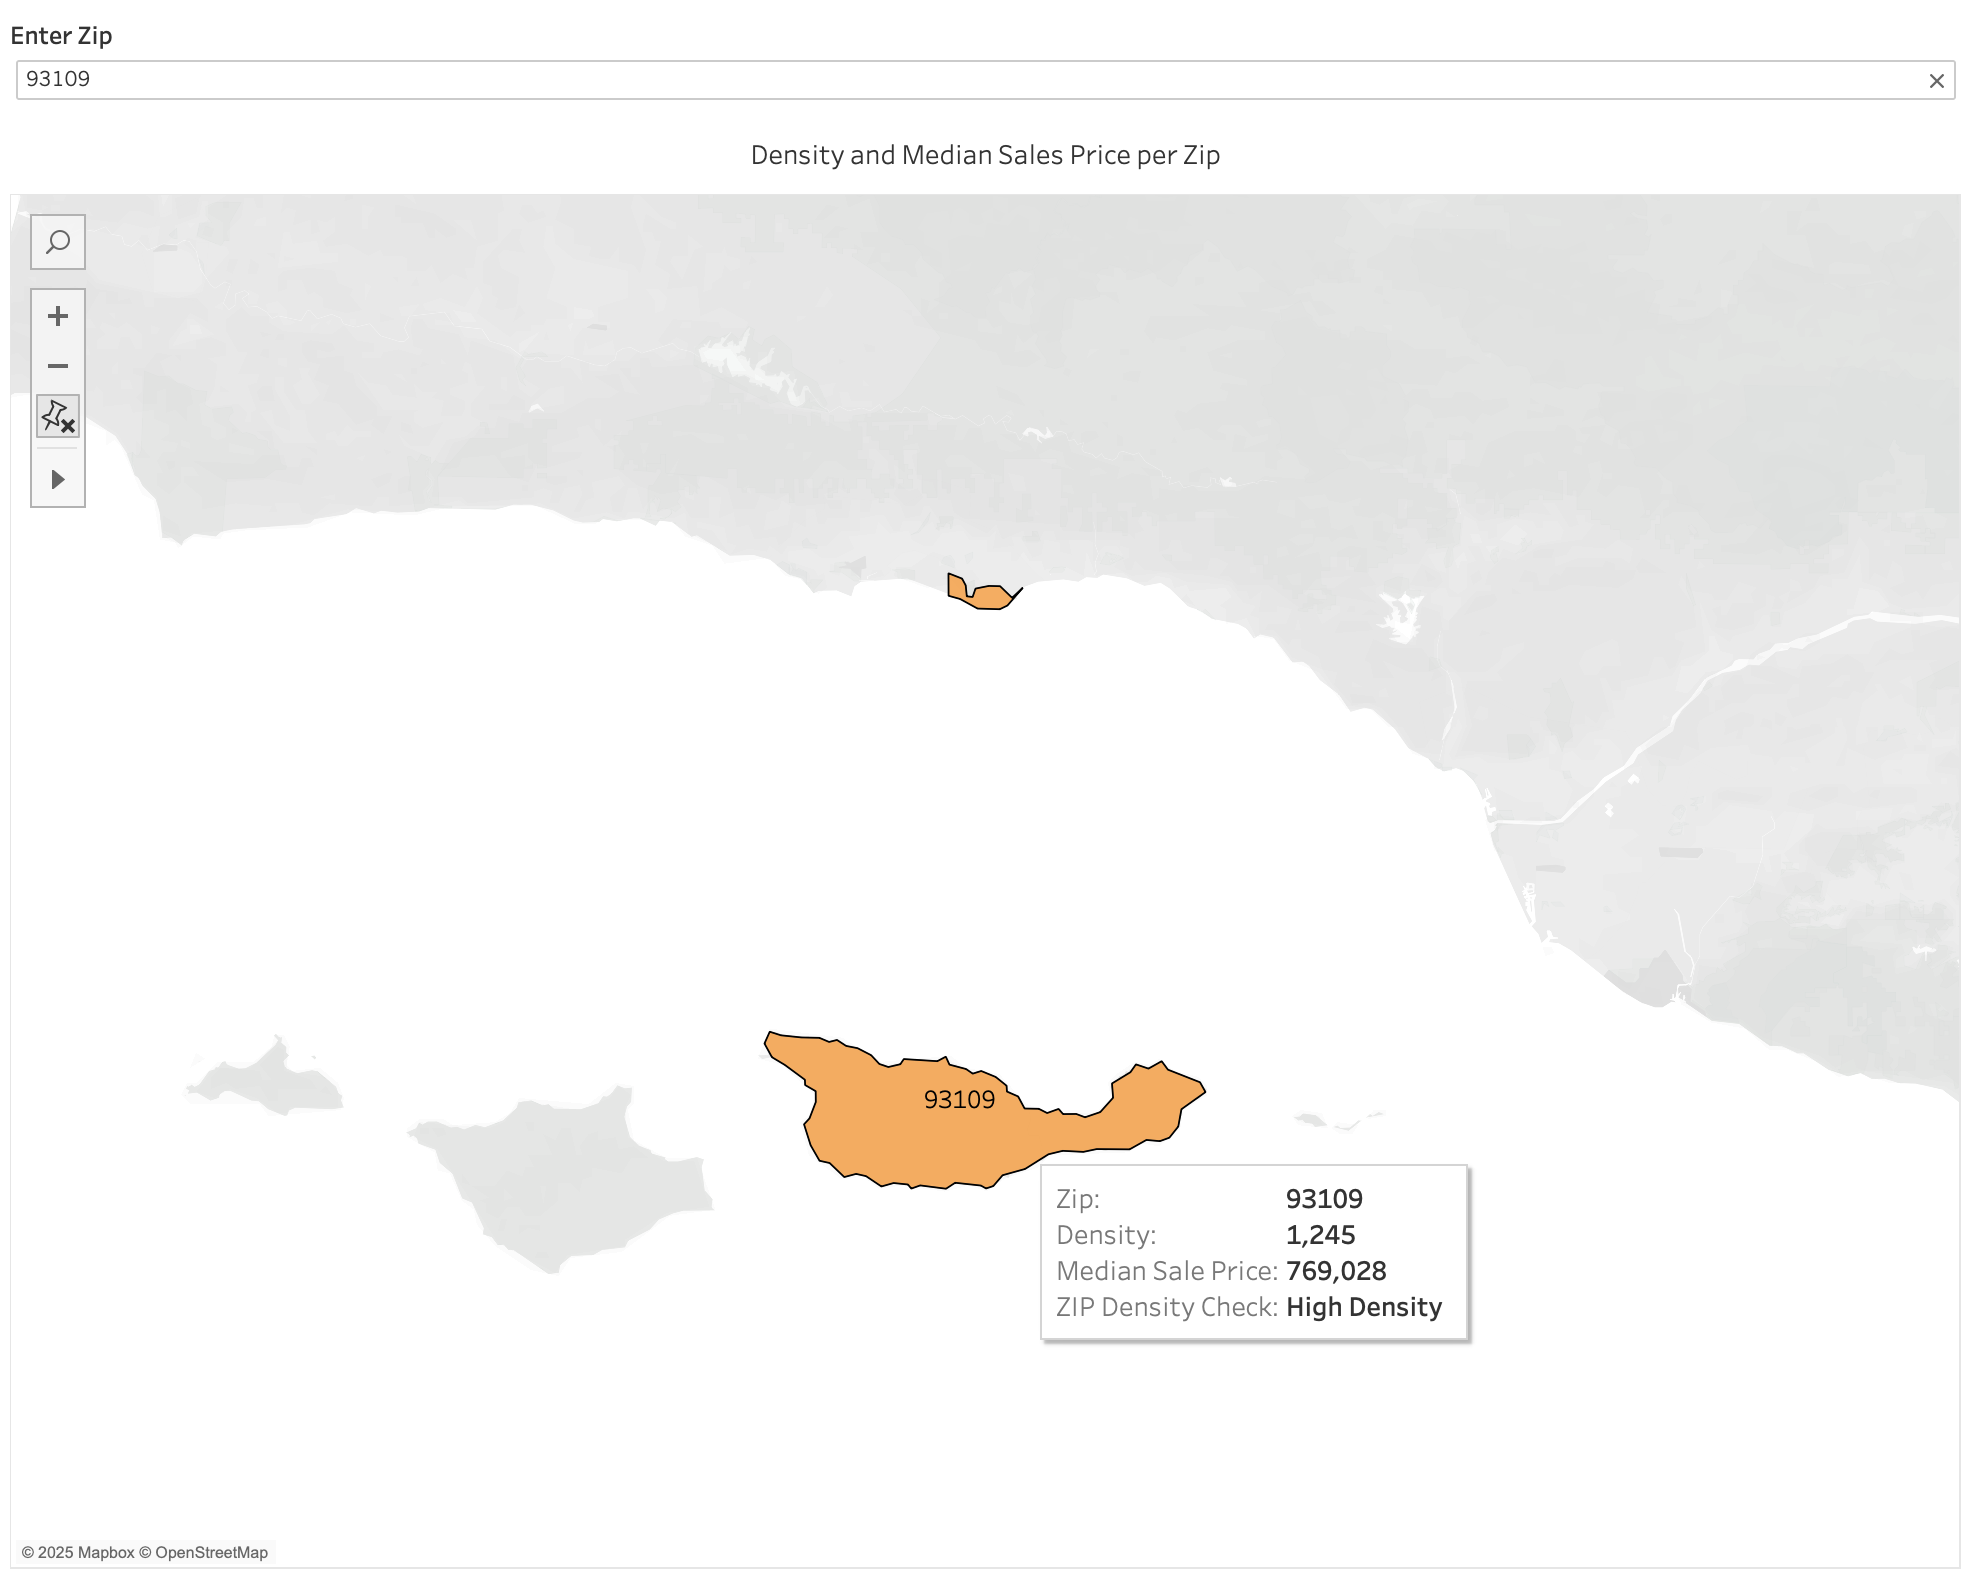 Enter Zip
93109
Density and Median Sales Price per Zip
93109
Zip: 93109
Density: 1,245
Median Sale Price: 769,028
ZIP Density Check: High Density
© 2025 Mapbox © OpenStreetMap